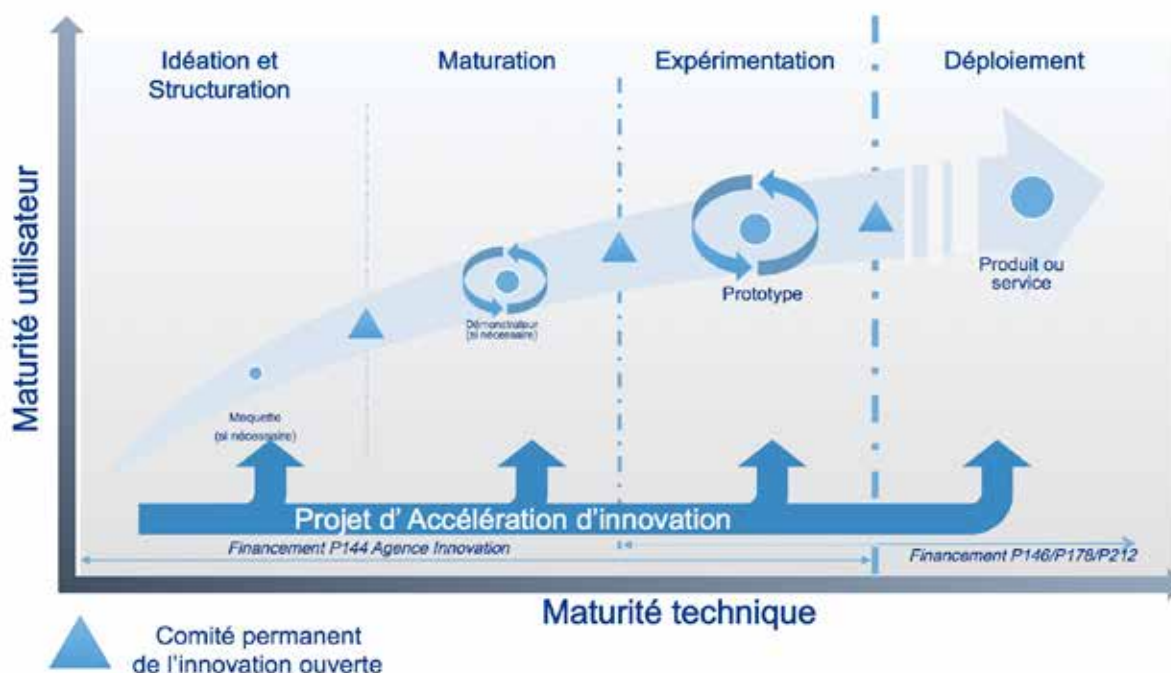 Idéation et
Structuration
Maturation
Expérimentation
Déploiement
Maturité utilisateur
Maquette
(si nécessaire)
Démonstrateur
(si nécessaire)
Prototype
Produit ou
service
Projet d' Accélération d'innovation
Financement P144 Agence Innovation
Financement P146/P178/P212
Maturité technique
Comité permanent
de l'innovation ouverte